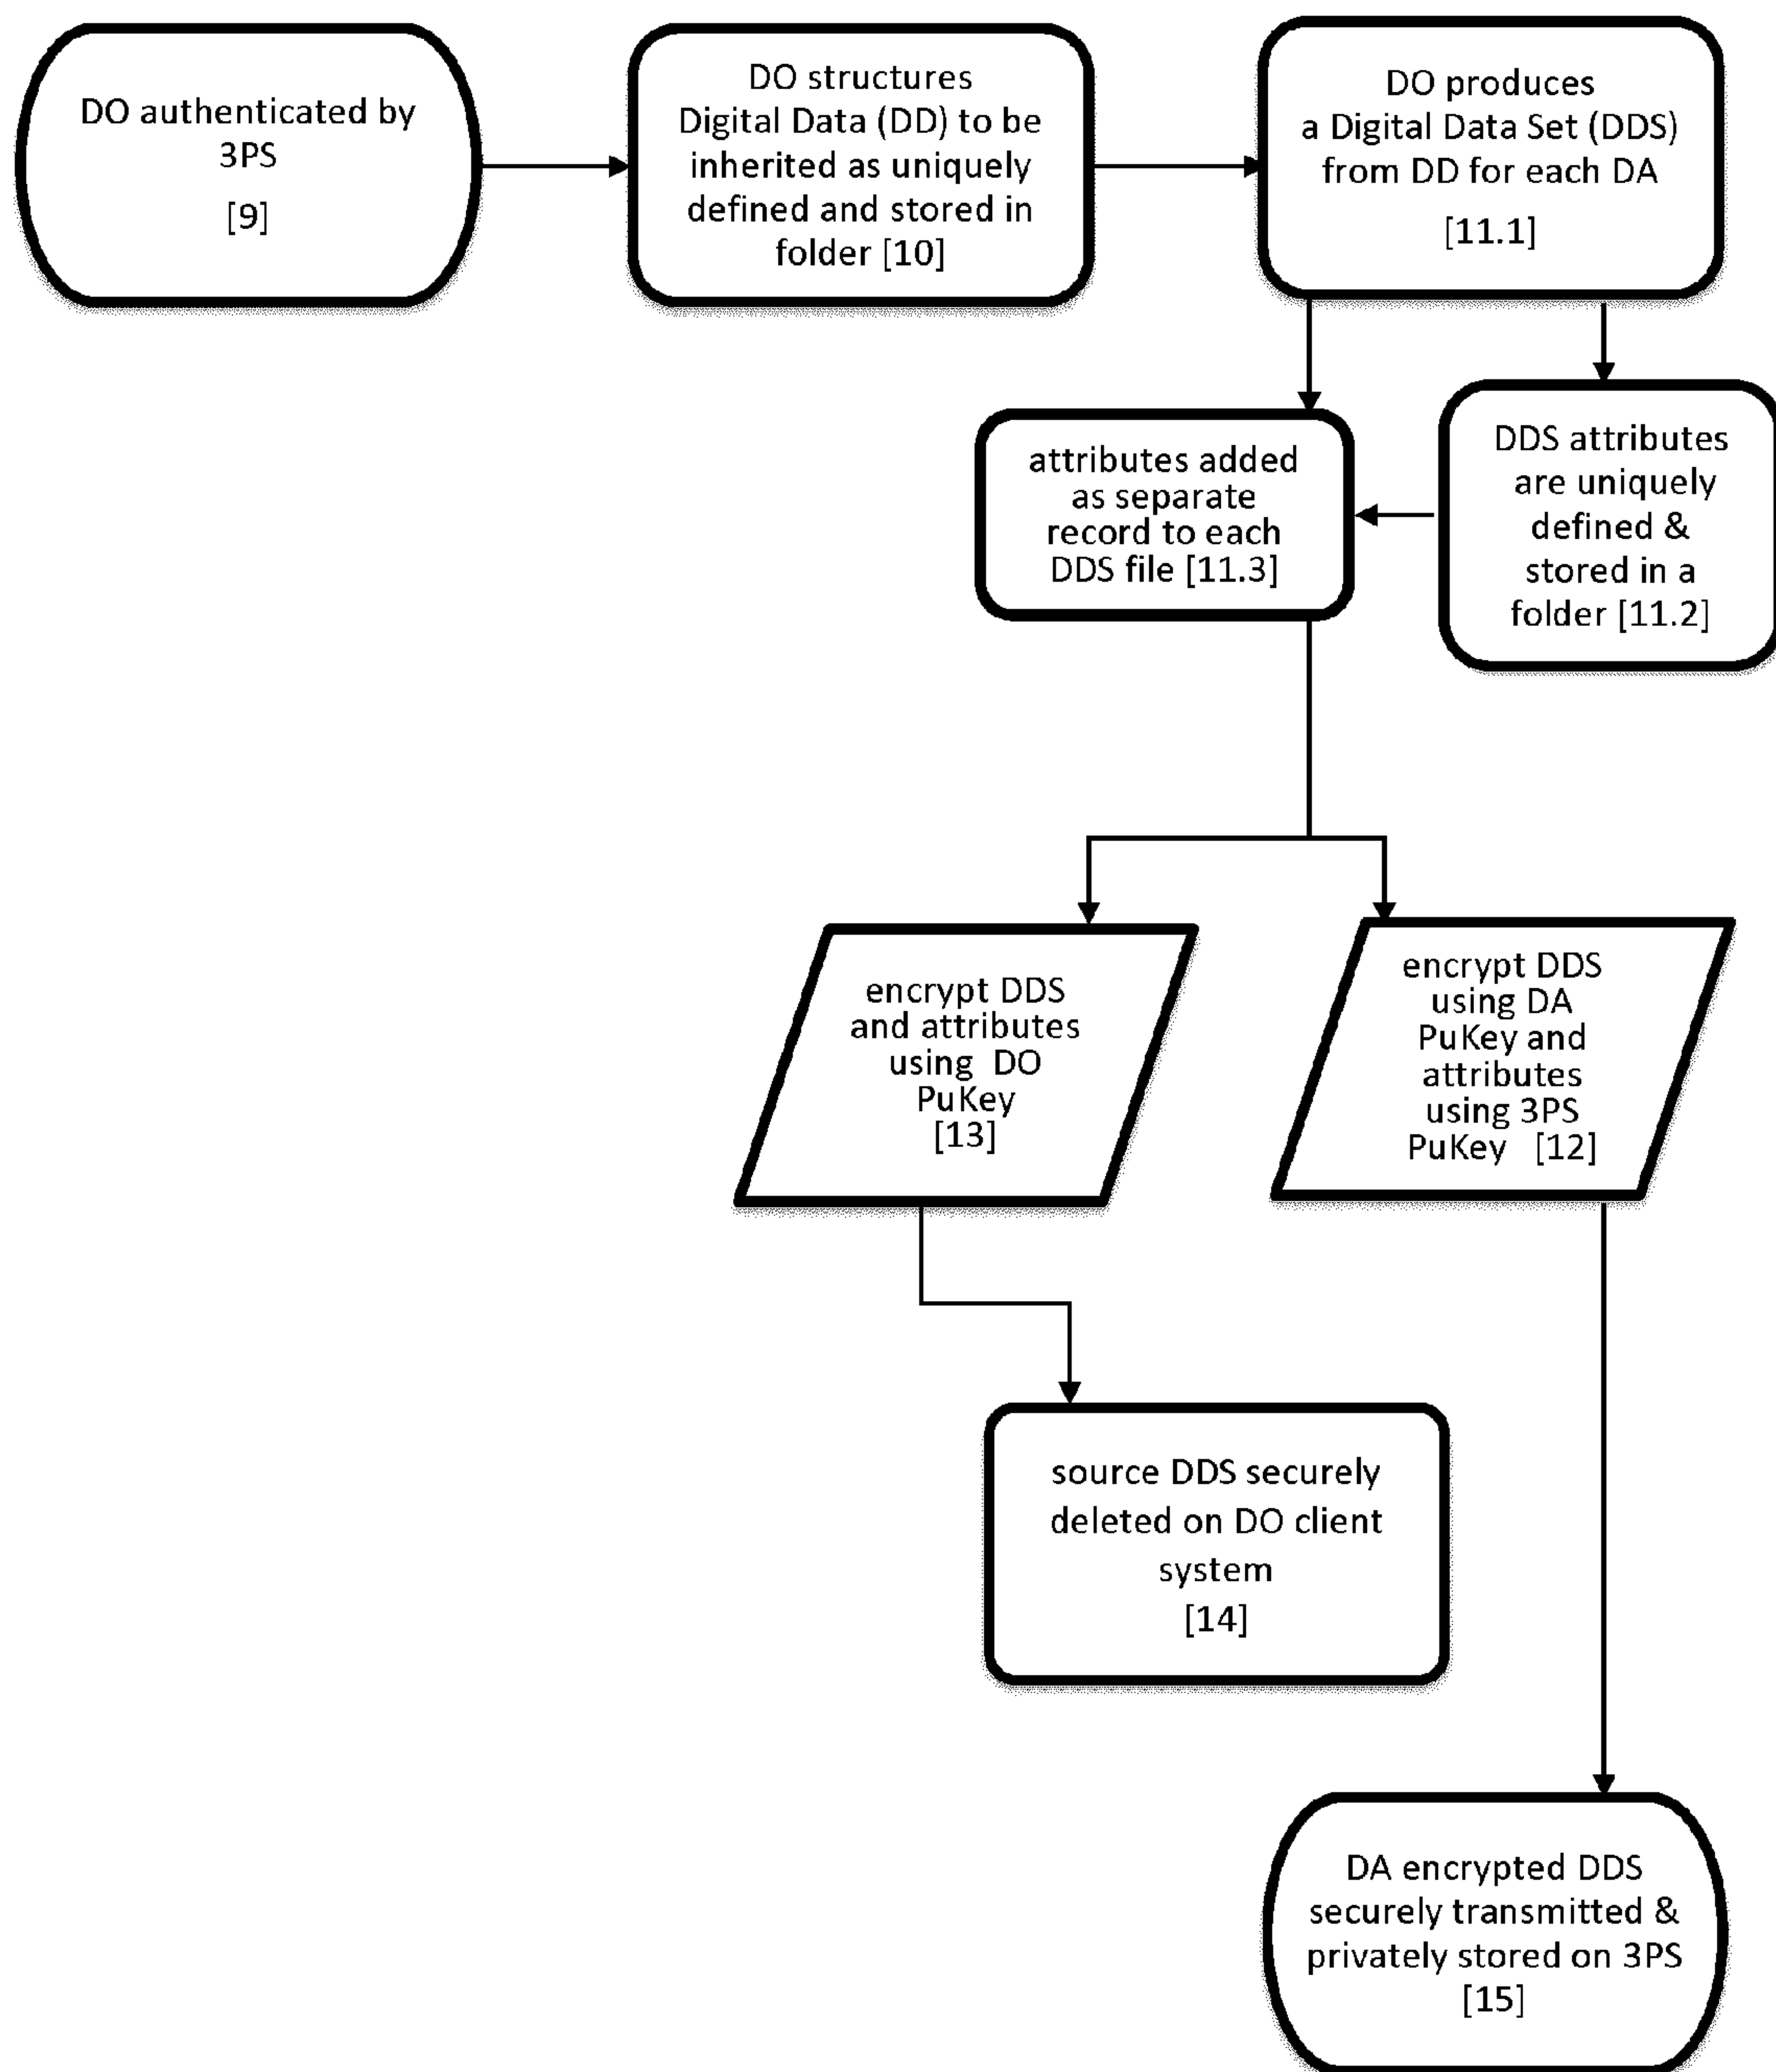 DO authenticated by
3PS
[9]
DO structures
Digital Data (DD) to be
inherited as uniquely
defined and stored in
folder [10]
DO produces
a Digital Data Set (DDS)
from DD for each DA
[11.1]
attributes added
as separate
record to each
DDS file [11.3]
DDS attributes
are uniquely
defined &
stored in a
folder [11.2]
encrypt DDS
and attributes
using DO
PuKey
[13]
encrypt DDS
using DA
PuKey and
attributes
using 3PS
PuKey [12]
source DDS securely
deleted on DO client
system
[14]
DA encrypted DDS
securely transmitted &
privately stored on 3PS
[15]